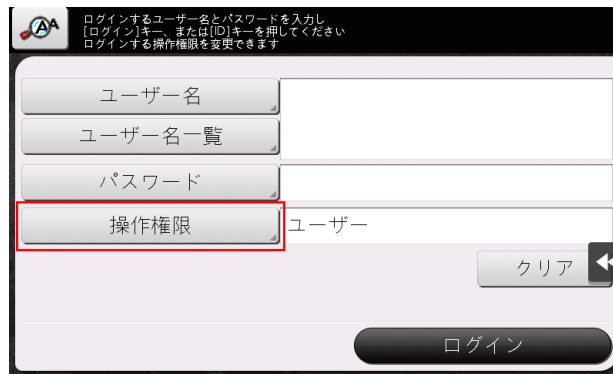 ログインするユーザー名とパスワードを入力し
[ログイン]キー、または[ID]キーを押してください
ログインする操作権限を変更できます
AA
ユーザー名
ユーザー名一覧
パスワード
操作権限
ユーザー
クリア
ログイン